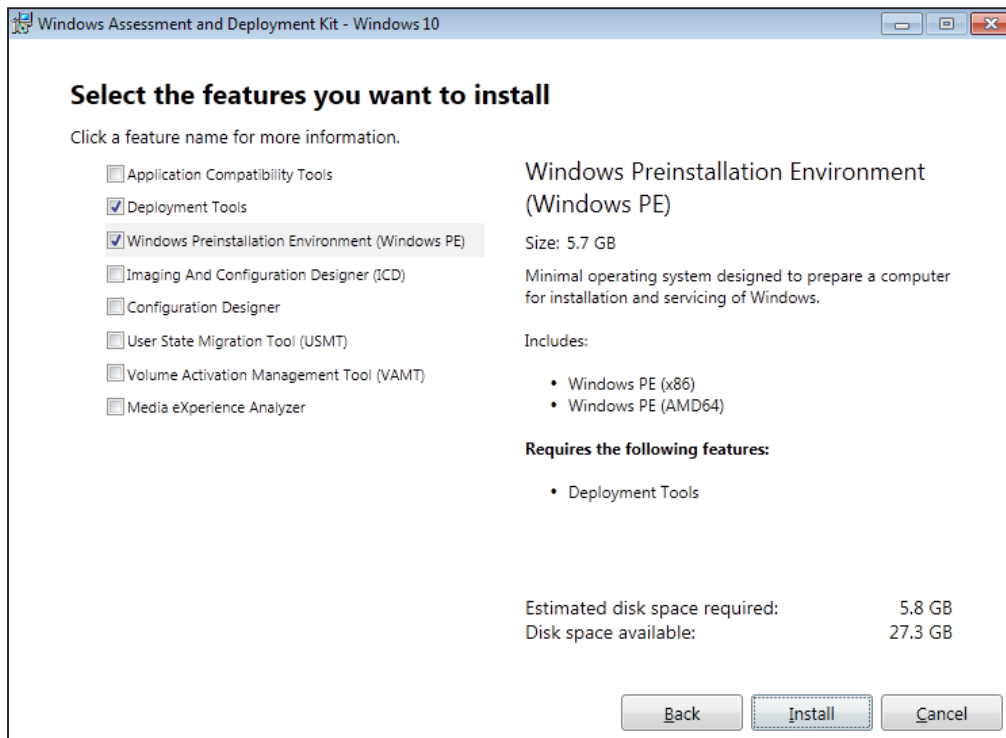 Windows Assessment and Deployment Kit - Windows 10
Select the features you want to install
Click a feature name for more information.
Application Compatibility Tools
Deployment Tools
Windows Preinstallation Environment (Windows PE)
Imaging And Configuration Designer (ICD)
Configuration Designer
User State Migration Tool (USMT)
Volume Activation Management Tool (VAMT)
Media eXperience Analyzer
Windows Preinstallation Environment
(Windows PE)
Size: 5.7 GB
Minimal operating system designed to prepare a computer
for installation and servicing of Windows.
Includes:
• Windows PE (x86)
• Windows PE (AMD64)
Requires the following features:
• Deployment Tools
Estimated disk space required: 5.8 GB
Disk space available: 27.3 GB
Back Install Cancel